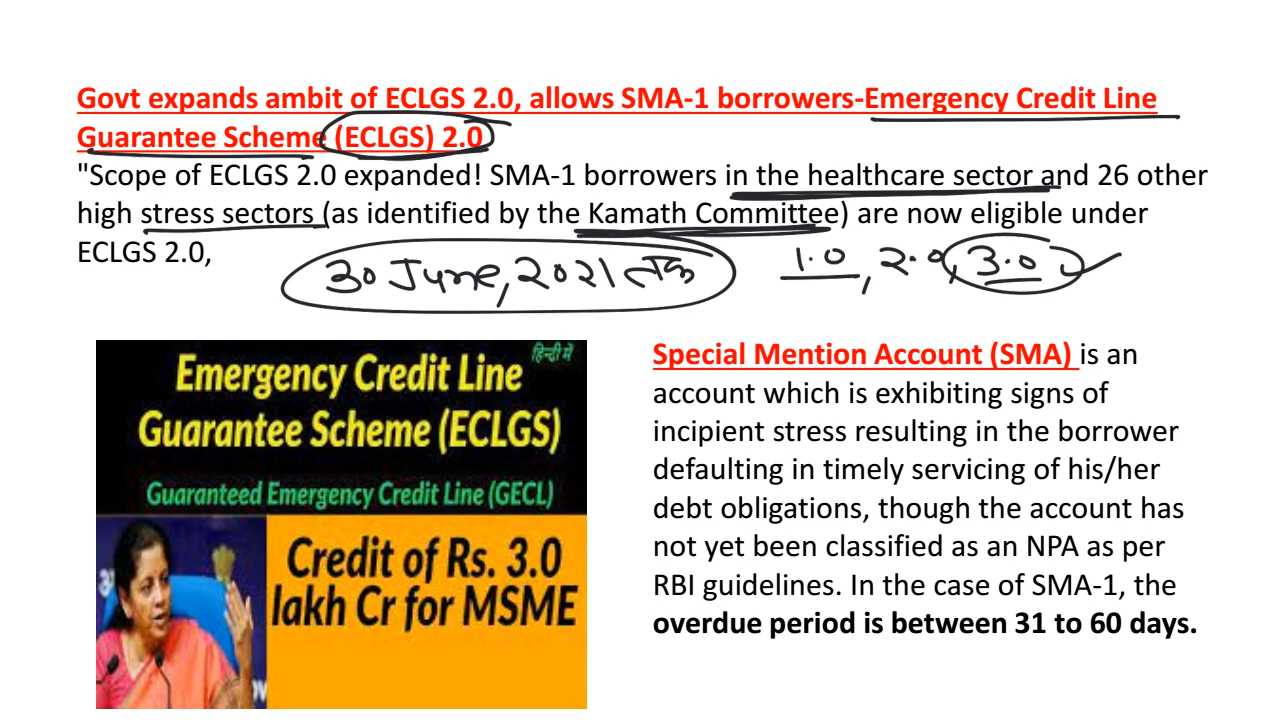 Govt expands ambit of ECLGS 2.0, allows SMA-1 borrowers-Emergency Credit Line
Guarantee Scheme (ECLGS) 2.0
"Scope of ECLGS 2.0 expanded! SMA-1 borrowers in the healthcare sector and 26 other
high stress sectors (as identified by the Kamath Committee) are now eligible under
ECLGS 2.0,
30 June, 2021 तक
1.0, 2.0, 3.0
हिन्दी में
Emergency Credit Line
Guarantee Scheme (ECLGS)
Guaranteed Emergency Credit Line (GECL)
Credit of Rs. 3.0
lakh Cr for MSME
Special Mention Account (SMA) is an
account which is exhibiting signs of
incipient stress resulting in the borrower
defaulting in timely servicing of his/her
debt obligations, though the account has
not yet been classified as an NPA as per
RBI guidelines. In the case of SMA-1, the
overdue period is between 31 to 60 days.